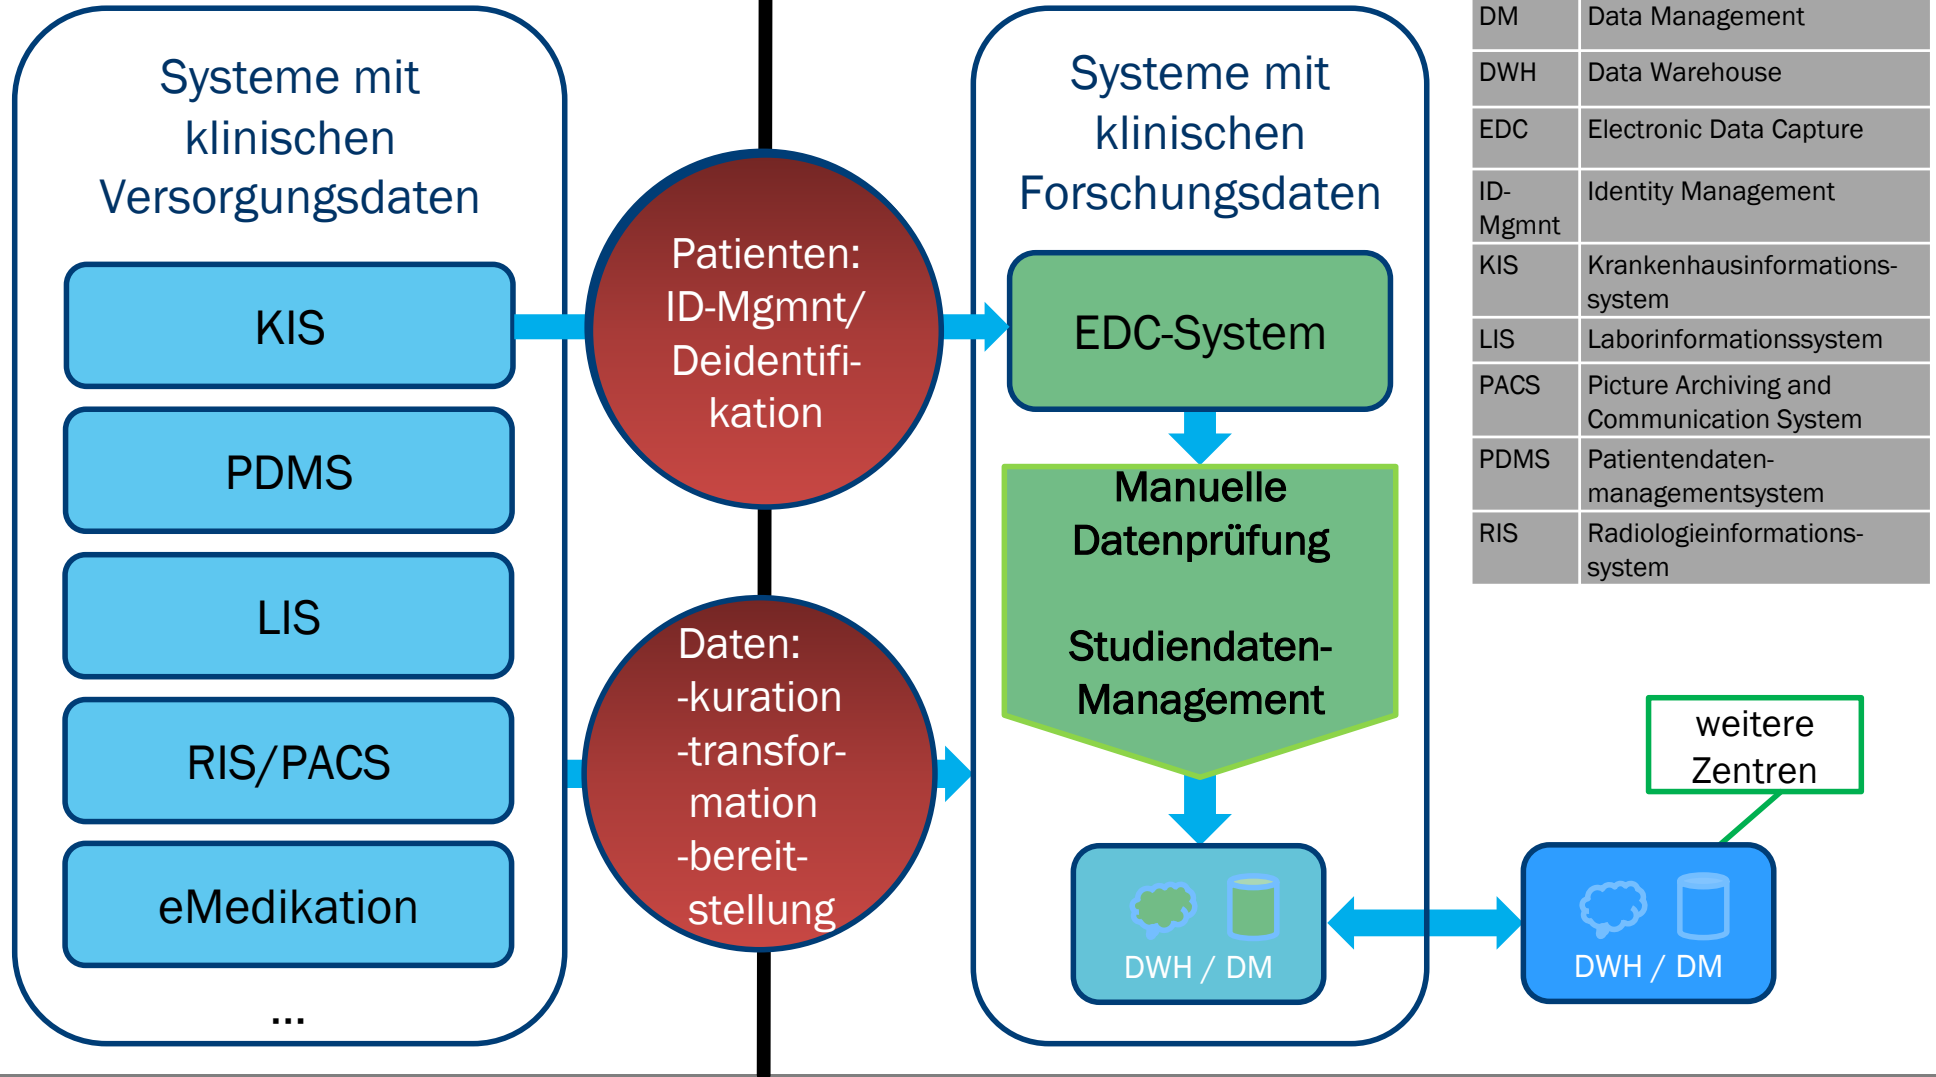 Systeme mit
klinischen
Versorgungsdaten
KIS
PDMS
LIS
RIS/PACS
eMedikation
...
Patienten:
ID-Mgmnt/
Deidentifi-
kation
Daten:
-kuration
-transfor-
mation
-bereit-
stellung
Systeme mit
klinischen
Forschungsdaten
EDC-System
Manuelle
Datenprüfung
Studiendaten-
Management
DWH / DM
weitere
Zentren
DWH / DM
DM Data Management
DWH Data Warehouse
EDC Electronic Data Capture
ID- Identity Management
Mgmnt
KIS Krankenhausinformations-
system
LIS Laborinformationssystem
PACS Picture Archiving and
Communication System
PDMS Patientendaten-
managementsystem
RIS Radiologieinformations-
system